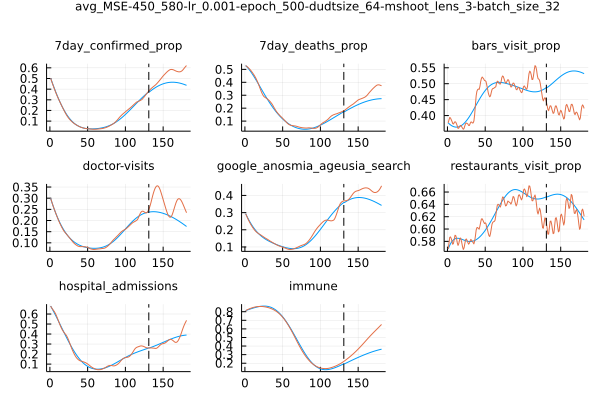 avg_MSE-450_580-lr_0.001-epoch_500-dudtsize_64-mshoot_lens_3-batch_size_32
7day_confirmed_prop
0.6
0.5
0.4
0.3
0.2
0.1
0 50 100 150
7day_deaths_prop
0.5
0.4
0.3
0.2
0.1
0 50 100 150
bars_visit_prop
0.55
0.50
0.45
0.40
0 50 100 150
doctor-visits
0.35
0.30
0.25
0.20
0.15
0.10
0 50 100 150
google_anosmia_ageusia_search
0.4
0.3
0.2
0.1
0 50 100 150
restaurants_visit_prop
0.66
0.64
0.62
0.60
0.58
0 50 100 150
hospital_admissions
0.6
0.5
0.4
0.3
0.2
0.1
0 50 100 150
immune
0.8
0.7
0.6
0.5
0.4
0.3
0.2
0 50 100 150